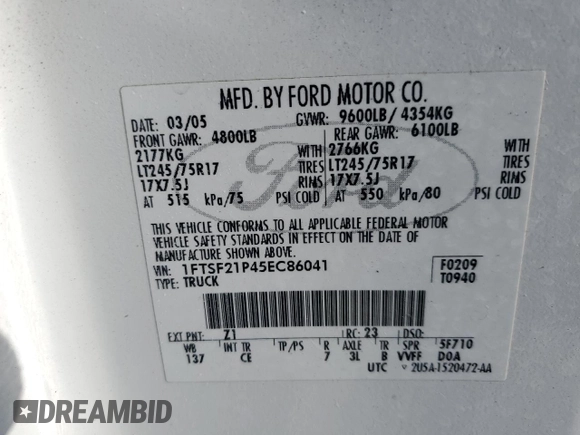 MFD. BY FORD MOTOR CO.
DATE: 03/05 GVWR: 9600LB/ 4354KG
FRONT GAWR: 4800LB REAR GAWR: 6100LB
2177KG WITH 2766KG WITH
LT245/75R17 TIRES LT245/75R17 TIRES
17X7.5J RIMS 17X7.5J RIMS
AT 515 kPa/75 PSI COLD AT 550 kPa/80 PSI COLD
THIS VEHICLE CONFORMS TO ALL APPLICABLE FEDERAL MOTOR
VEHICLE SAFETY STANDARDS IN EFFECT ON THE DATE OF
MANUFACTURE SHOWN ABOVE.
VIN: 1FTSF21P45EC86041 F0209
TYPE: TRUCK T0940
EXT PNT: Z1 RC: 23 DSO:
WB INT TR TP/PS R AXLE TR SPR 5F710
137 CE 7 3L B VVFF DOA
UTC ▽ 2U5A-1520472-AA
Ford
DREAMBID